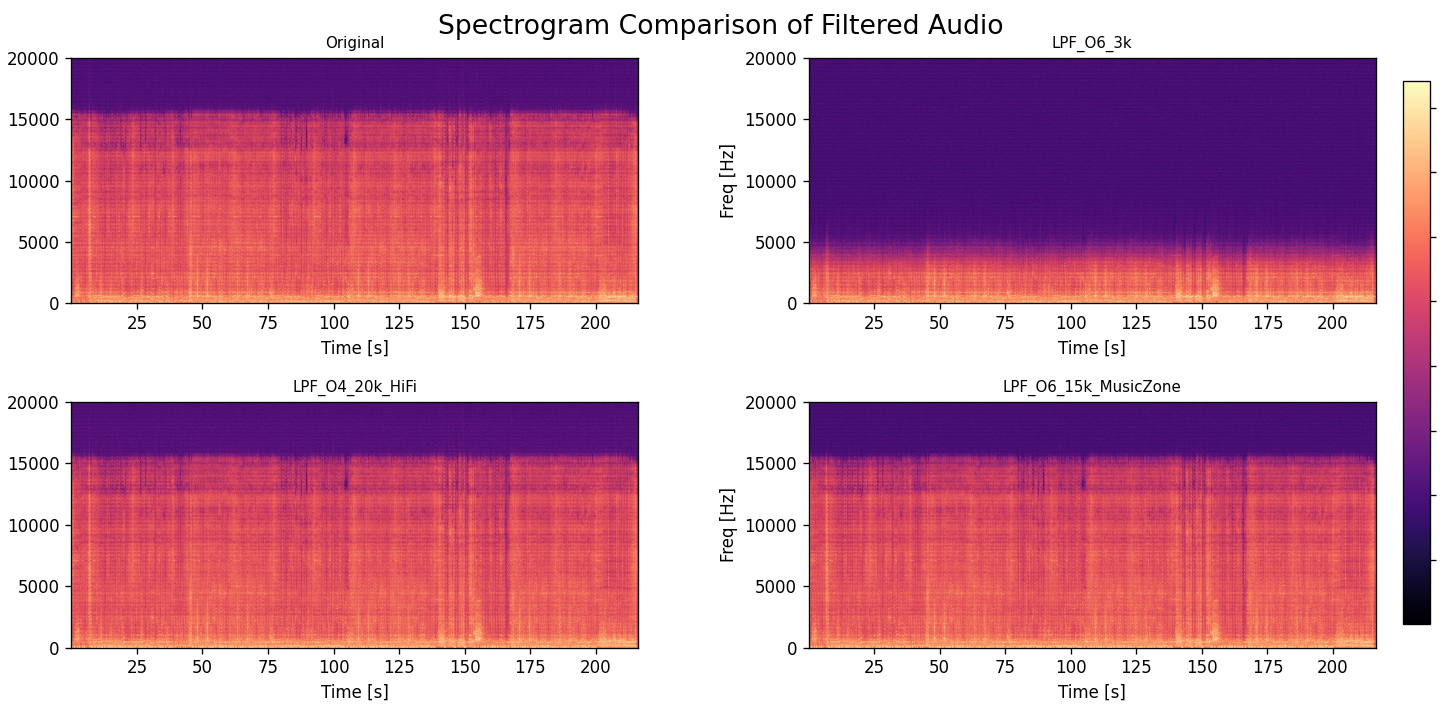 Spectrogram Comparison of Filtered Audio
Original
20000
15000
10000
5000
0
25 50 75 100 125 150 175 200
Time [s]
LPF_O6_3k
Freq [Hz]
20000
15000
10000
5000
0
25 50 75 100 125 150 175 200
Time [s]
LPF_O4_20k_HiFi
20000
15000
10000
5000
0
25 50 75 100 125 150 175 200
Time [s]
LPF_O6_15k_MusicZone
Freq [Hz]
20000
15000
10000
5000
0
25 50 75 100 125 150 175 200
Time [s]